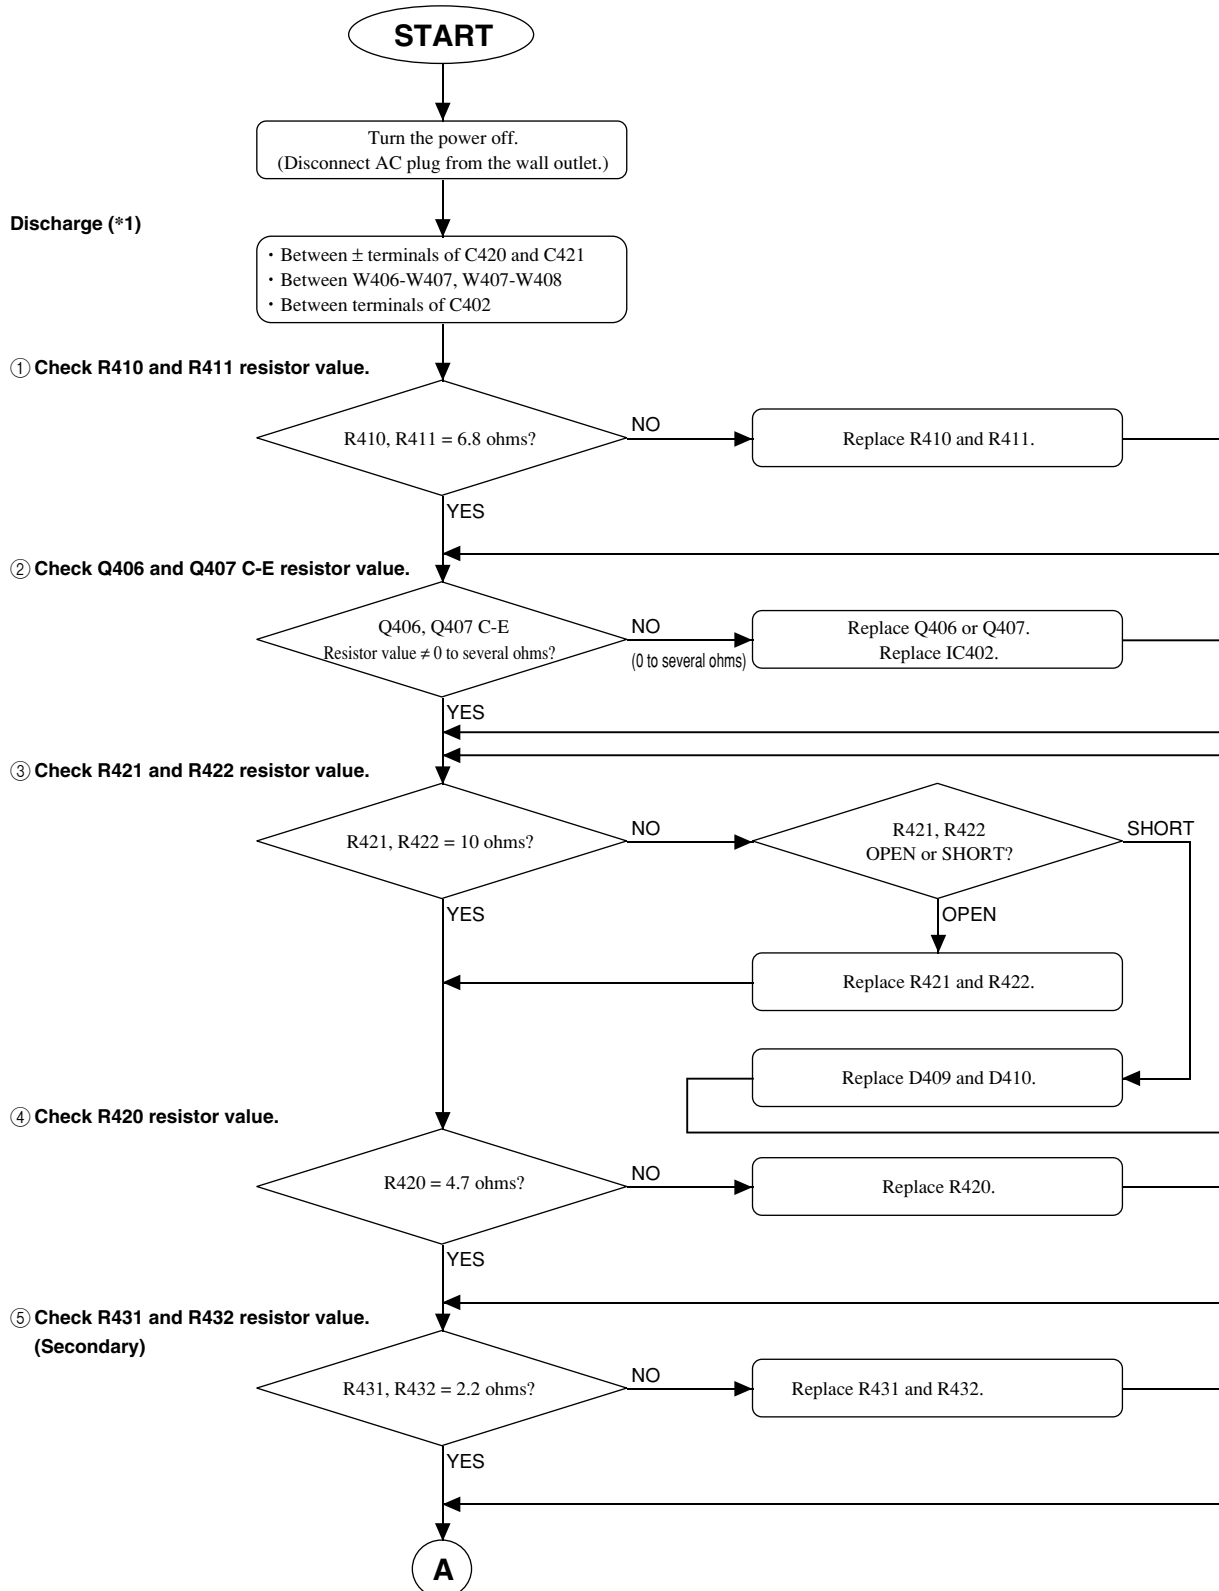 START
Turn the power off.
(Disconnect AC plug from the wall outlet.)
Discharge (*1)
・Between ± terminals of C420 and C421
・Between W406-W407, W407-W408
・Between terminals of C402
① Check R410 and R411 resistor value.
R410, R411 = 6.8 ohms?
NO
Replace R410 and R411.
YES
② Check Q406 and Q407 C-E resistor value.
Q406, Q407 C-E
Resistor value ≠ 0 to several ohms?
NO
(0 to several ohms)
Replace Q406 or Q407.
Replace IC402.
YES
③ Check R421 and R422 resistor value.
R421, R422 = 10 ohms?
NO
R421, R422
OPEN or SHORT?
SHORT
YES
OPEN
Replace R421 and R422.
Replace D409 and D410.
④ Check R420 resistor value.
R420 = 4.7 ohms?
NO
Replace R420.
YES
⑤ Check R431 and R432 resistor value.
(Secondary)
R431, R432 = 2.2 ohms?
NO
Replace R431 and R432.
YES
A